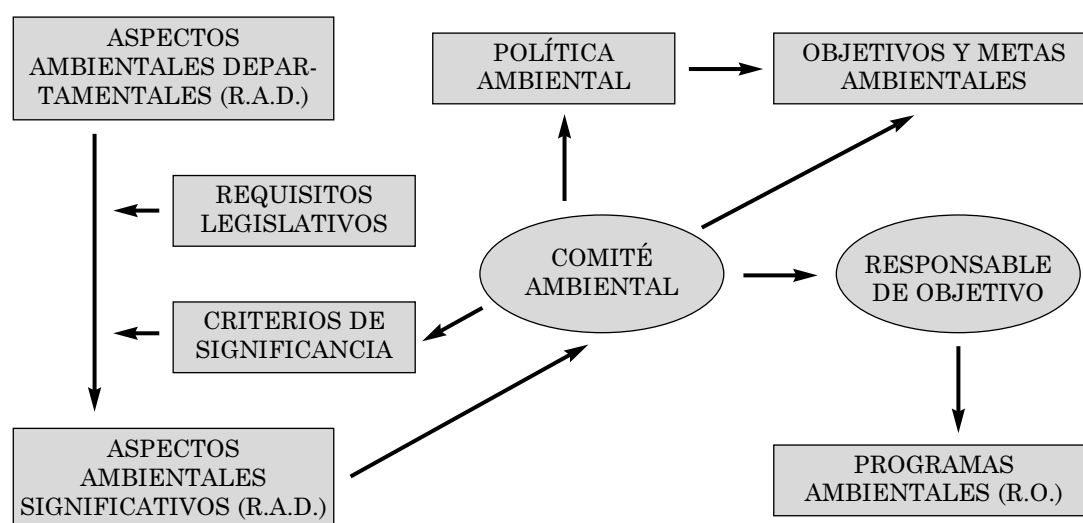 ASPECTOS
AMBIENTALES DEPAR-
TAMENTALES (R.A.D.)
POLÍTICA
AMBIENTAL
OBJETIVOS Y METAS
AMBIENTALES
REQUISITOS
LEGISLATIVOS
COMITÉ
AMBIENTAL
RESPONSABLE
DE OBJETIVO
CRITERIOS DE
SIGNIFICANCIA
ASPECTOS
AMBIENTALES
SIGNIFICATIVOS (R.A.D.)
PROGRAMAS
AMBIENTALES (R.O.)